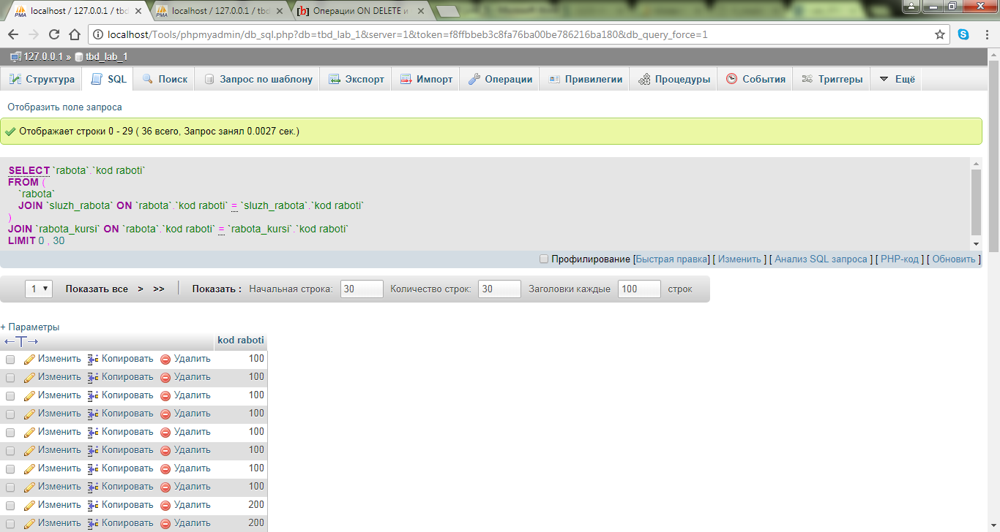 localhost / 127.0.0.1 / tbd
localhost / 127.0.0.1 / tbd
[b] Операции ON DELETE и
localhost/Tools/phpmyadmin/db_sql.php?db=tbd_lab_1&server=1&token=f8ffbbeb3c8fa76ba00be786216ba180&db_query_force=1
127.0.0.1 » tbd_lab_1
Структура SQL Поиск Запрос по шаблону Экспорт Импорт Операции Привилегии Процедуры События Триггеры Ещё
Отобразить поле запроса
Отображает строки 0 - 29 ( 36 всего, Запрос занял 0.0027 сек.)
SELECT `rabota`.`kod raboti`
FROM (
`rabota`
JOIN `sluzh_rabota` ON `rabota`.`kod raboti` = `sluzh_rabota`.`kod raboti`
)
JOIN `rabota_kursi` ON `rabota`.`kod raboti` = `rabota_kursi`.`kod raboti`
LIMIT 0 , 30
Профилирование [Быстрая правка] [ Изменить ] [ Анализ SQL запроса ] [ PHP-код ] [ Обновить ]
1 Показать все > >> Показать : Начальная строка: 30 Количество строк: 30 Заголовки каждые 100 строк
+ Параметры
←T→ kod raboti
Изменить Копировать Удалить 100
Изменить Копировать Удалить 100
Изменить Копировать Удалить 100
Изменить Копировать Удалить 100
Изменить Копировать Удалить 100
Изменить Копировать Удалить 100
Изменить Копировать Удалить 100
Изменить Копировать Удалить 100
Изменить Копировать Удалить 200
Изменить Копировать Удалить 200